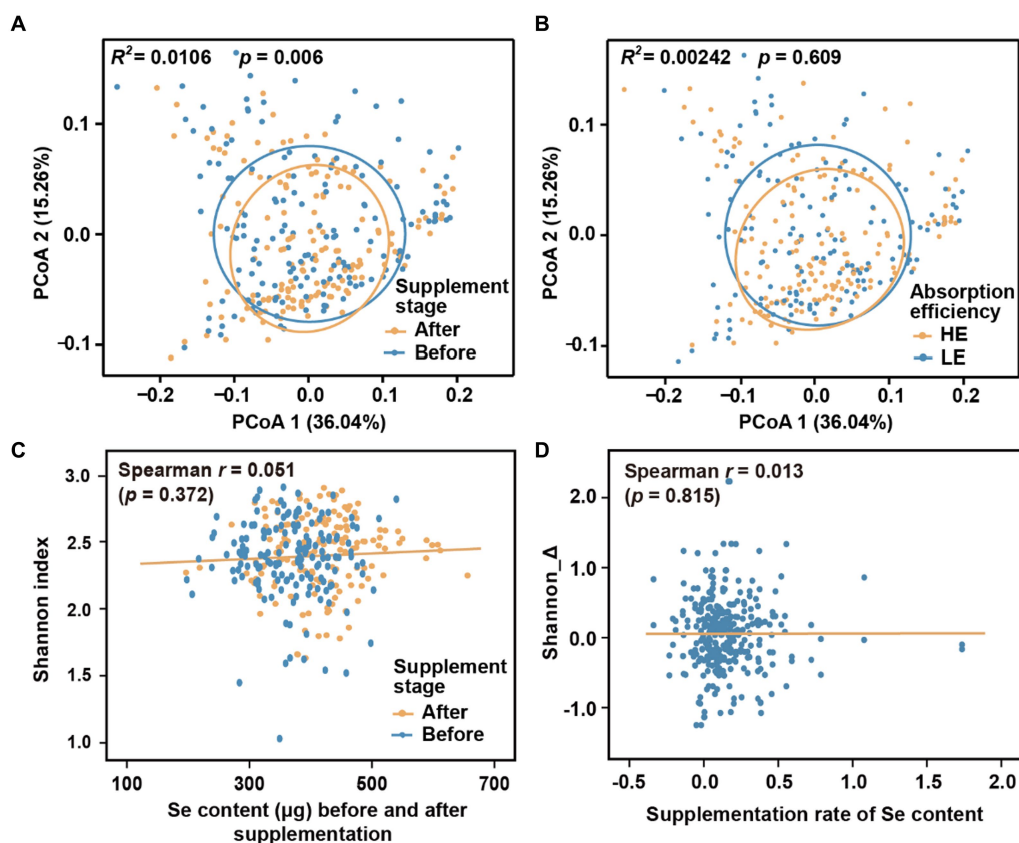 A
R² = 0.0106 p = 0.006
0.1
0.0
−0.1
PCoA 2 (15.26%)
Supplement
stage
After
Before
−0.2 −0.1 0.0 0.1 0.2
PCoA 1 (36.04%)
B
R² = 0.00242 p = 0.609
0.1
0.0
−0.1
PCoA 2 (15.26%)
Absorption
efficiency
HE
LE
−0.2 −0.1 0.0 0.1 0.2
PCoA 1 (36.04%)
C
Spearman r = 0.051
(p = 0.372)
3.0
2.5
2.0
1.5
1.0
Shannon index
Supplement
stage
After
Before
100 300 500 700
Se content (μg) before and after
supplementation
D
Spearman r = 0.013
(p = 0.815)
2.0
1.0
0.0
-1.0
Shannon_Δ
-0.5 0.0 0.5 1.0 1.5 2.0
Supplementation rate of Se content